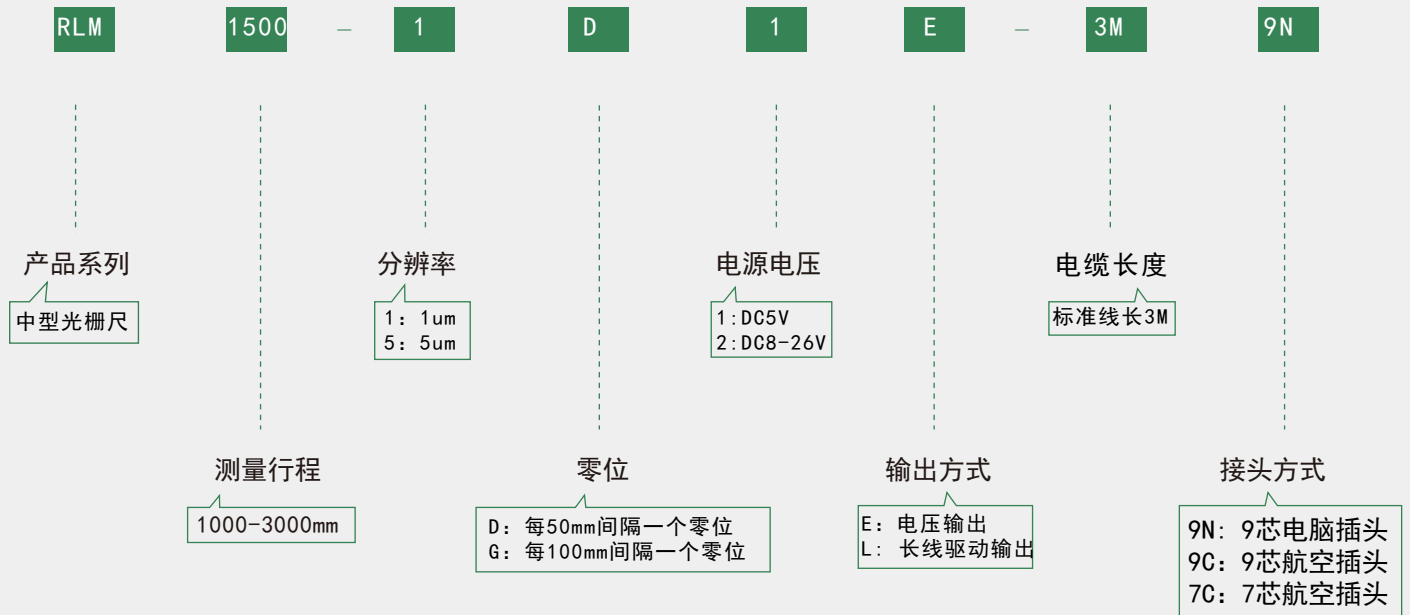 RLM 1500 - 1 D 1 E - 3M 9N
产品系列
中型光栅尺
分辨率
1: 1um
5: 5um
电源电压
1:DC5V
2:DC8-26V
电缆长度
标准线长3M
测量行程
1000-3000mm
零位
D: 每50mm间隔一个零位
G: 每100mm间隔一个零位
输出方式
E: 电压输出
L: 长线驱动输出
接头方式
9N: 9芯电脑插头
9C: 9芯航空插头
7C: 7芯航空插头